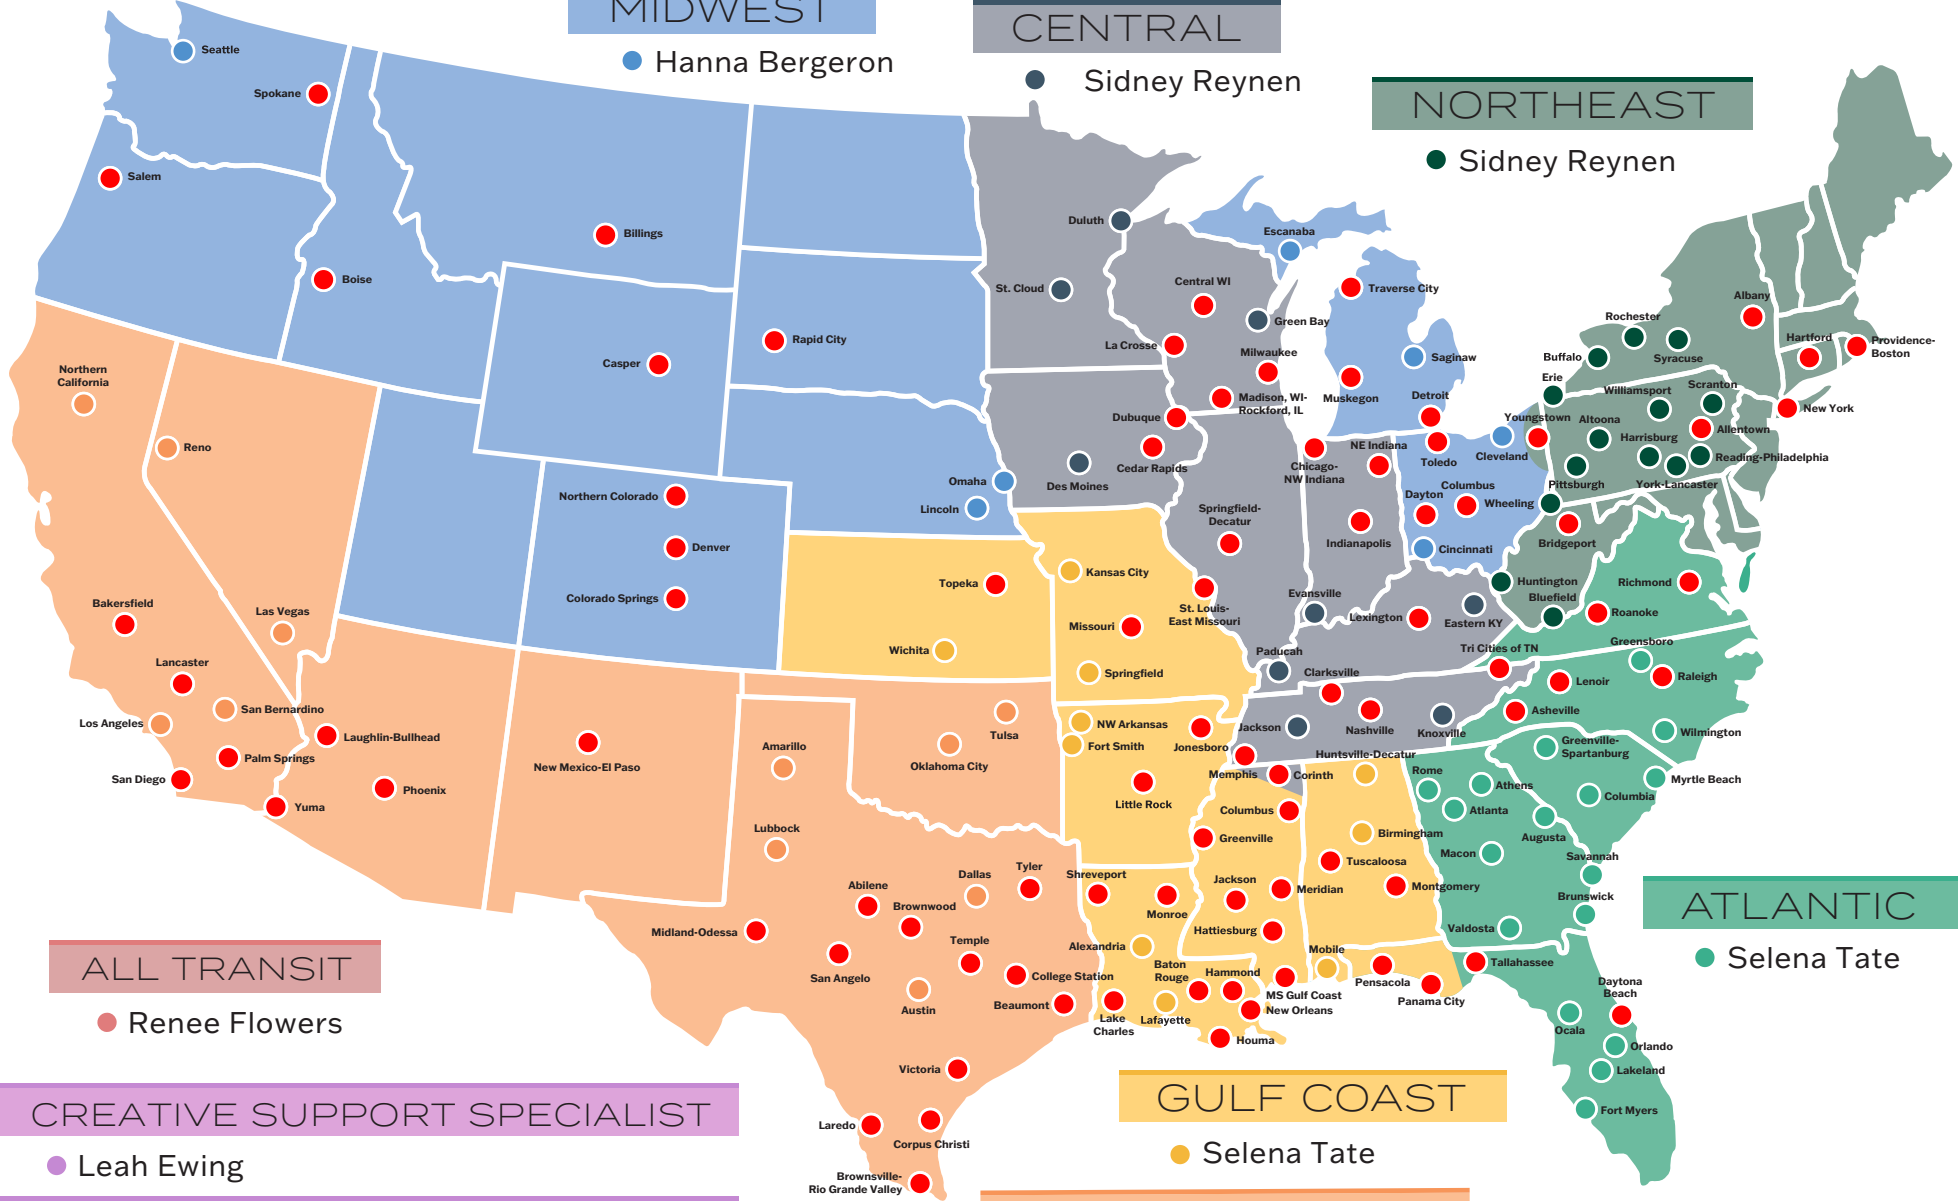 MIDWEST
Hanna Bergeron
CENTRAL
Sidney Reynen
NORTHEAST
Sidney Reynen
Seattle
Spokane
Salem
Billings
Boise
Casper
Rapid City
Duluth
St. Cloud
Escanaba
Central WI
Green Bay
La Crosse
Milwaukee
Madison, WI-
Rockford, IL
Dubuque
Cedar Rapids
Des Moines
Traverse City
Saginaw
Muskegon
Detroit
Toledo
Cleveland
Youngstown
Erie
Buffalo
Rochester
Syracuse
Albany
Hartford
Providence-
Boston
New York
Williamsport
Scranton
Altoona
Harrisburg
Allentown
Reading-Philadelphia
York-Lancaster
Pittsburgh
Wheeling
Bridgeport
Huntington
Bluefield
NE Indiana
Chicago-
NW Indiana
Columbus
Dayton
Cincinnati
Indianapolis
Springfield-
Decatur
St. Louis-
East Missouri
Evansville
Lexington
Eastern KY
Paducah
Clarksville
Tri Cities of TN
Richmond
Roanoke
Greensboro
Raleigh
Lenoir
Asheville
Wilmington
Jackson
Nashville
Knoxville
Memphis
Corinth
Huntsville-Decatur
Greenville-
Spartanburg
Myrtle Beach
Columbia
Rome
Athens
Atlanta
Augusta
Macon
Savannah
Brunswick
Valdosta
Tallahassee
Daytona
Beach
Ocala
Orlando
Lakeland
Fort Myers
Omaha
Lincoln
Northern Colorado
Denver
Colorado Springs
Topeka
Wichita
Kansas City
Missouri
Springfield
NW Arkansas
Fort Smith
Jonesboro
Little Rock
Columbus
Greenville
Birmingham
Tuscaloosa
Montgomery
Jackson
Meridian
Hattiesburg
Mobile
Pensacola
Panama City
MS Gulf Coast
New Orleans
Shreveport
Monroe
Alexandria
Baton
Rouge
Hammond
Lake
Charles
Lafayette
Houma
Northern
California
Reno
Las Vegas
Bakersfield
Lancaster
San Bernardino
Los Angeles
Palm Springs
San Diego
Laughlin-Bullhead
Yuma
Phoenix
New Mexico-El Paso
Tulsa
Oklahoma City
Amarillo
Lubbock
Dallas
Tyler
Abilene
Brownwood
Midland-Odessa
San Angelo
Temple
College Station
Austin
Beaumont
Victoria
Laredo
Corpus Christi
Brownsville-
Rio Grande Valley
ALL TRANSIT
Renee Flowers
CREATIVE SUPPORT SPECIALIST
Leah Ewing
GULF COAST
Selena Tate
ATLANTIC
Selena Tate